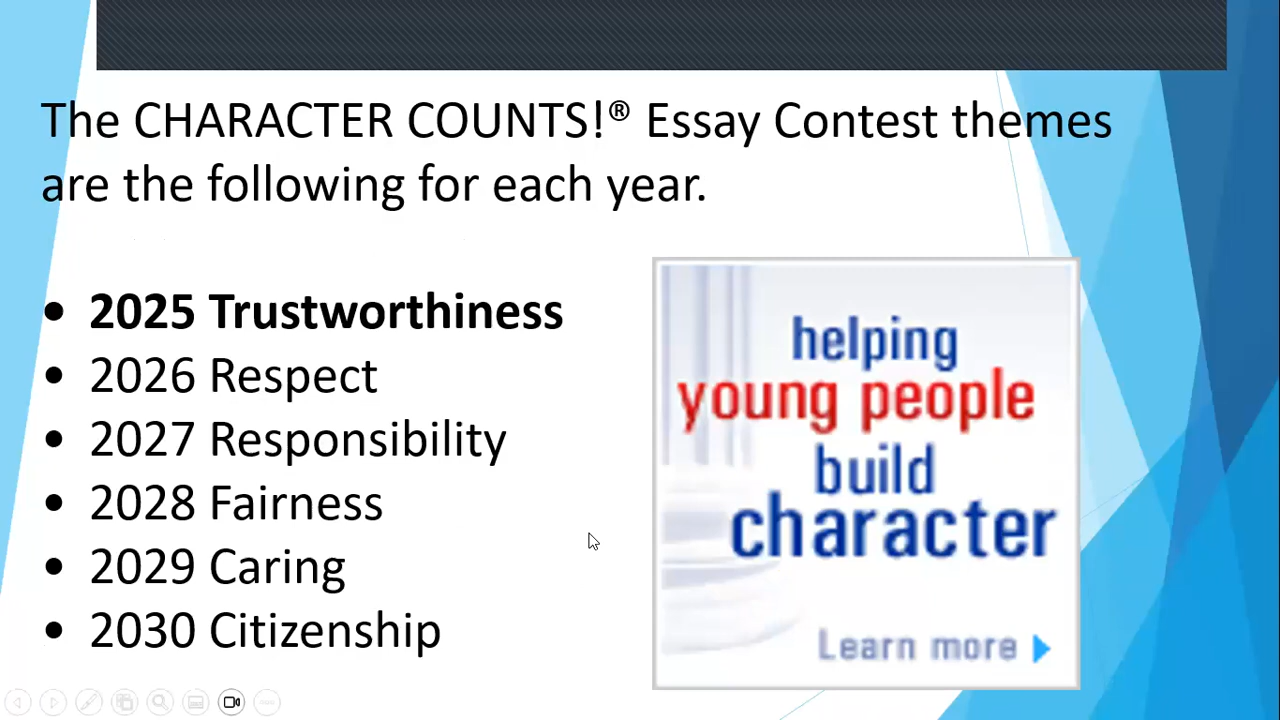 The CHARACTER COUNTS!® Essay Contest themes
are the following for each year.
• 2025 Trustworthiness
• 2026 Respect
• 2027 Responsibility
• 2028 Fairness
• 2029 Caring
• 2030 Citizenship
helping
young people
build
character
Learn more